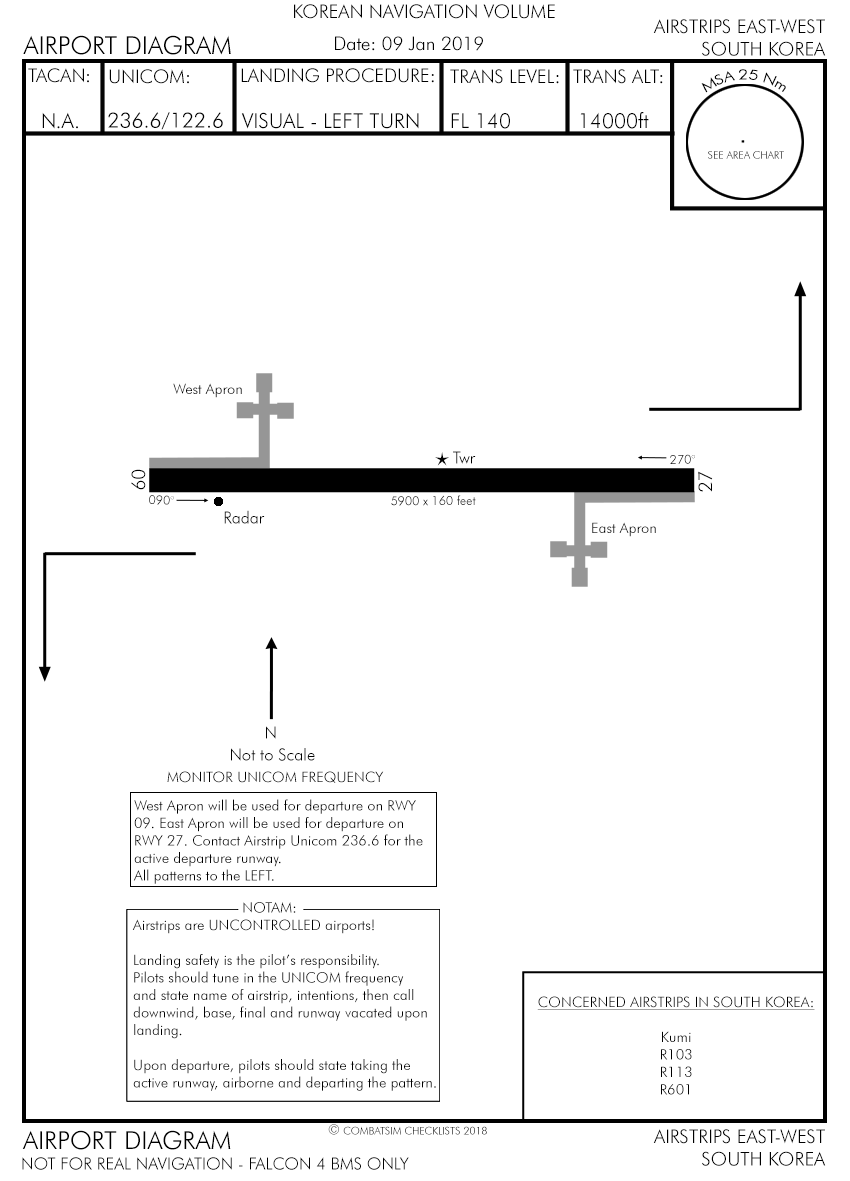 KOREAN NAVIGATION VOLUME
AIRPORT DIAGRAM
Date: 09 Jan 2019
AIRSTRIPS EAST-WEST
SOUTH KOREA
TACAN:
N.A.
UNICOM:
236.6/122.6
LANDING PROCEDURE:
VISUAL - LEFT TURN
TRANS LEVEL:
FL 140
TRANS ALT:
14000ft
MSA 25 Nm
SEE AREA CHART
West Apron
Twr
270°
09
27
090°
5900 x 160 feet
Radar
East Apron
N
Not to Scale
MONITOR UNICOM FREQUENCY
West Apron will be used for departure on RWY
09. East Apron will be used for departure on
RWY 27. Contact Airstrip Unicom 236.6 for the
active departure runway.
All patterns to the LEFT.
NOTAM:
Airstrips are UNCONTROLLED airports!
Landing safety is the pilot's responsibility.
Pilots should tune in the UNICOM frequency
and state name of airstrip, intentions, then call
downwind, base, final and runway vacated upon
landing.
Upon departure, pilots should state taking the
active runway, airborne and departing the pattern.
CONCERNED AIRSTRIPS IN SOUTH KOREA:
Kumi
R103
R113
R601
© COMBATSIM CHECKLISTS 2018
AIRPORT DIAGRAM
NOT FOR REAL NAVIGATION - FALCON 4 BMS ONLY
AIRSTRIPS EAST-WEST
SOUTH KOREA